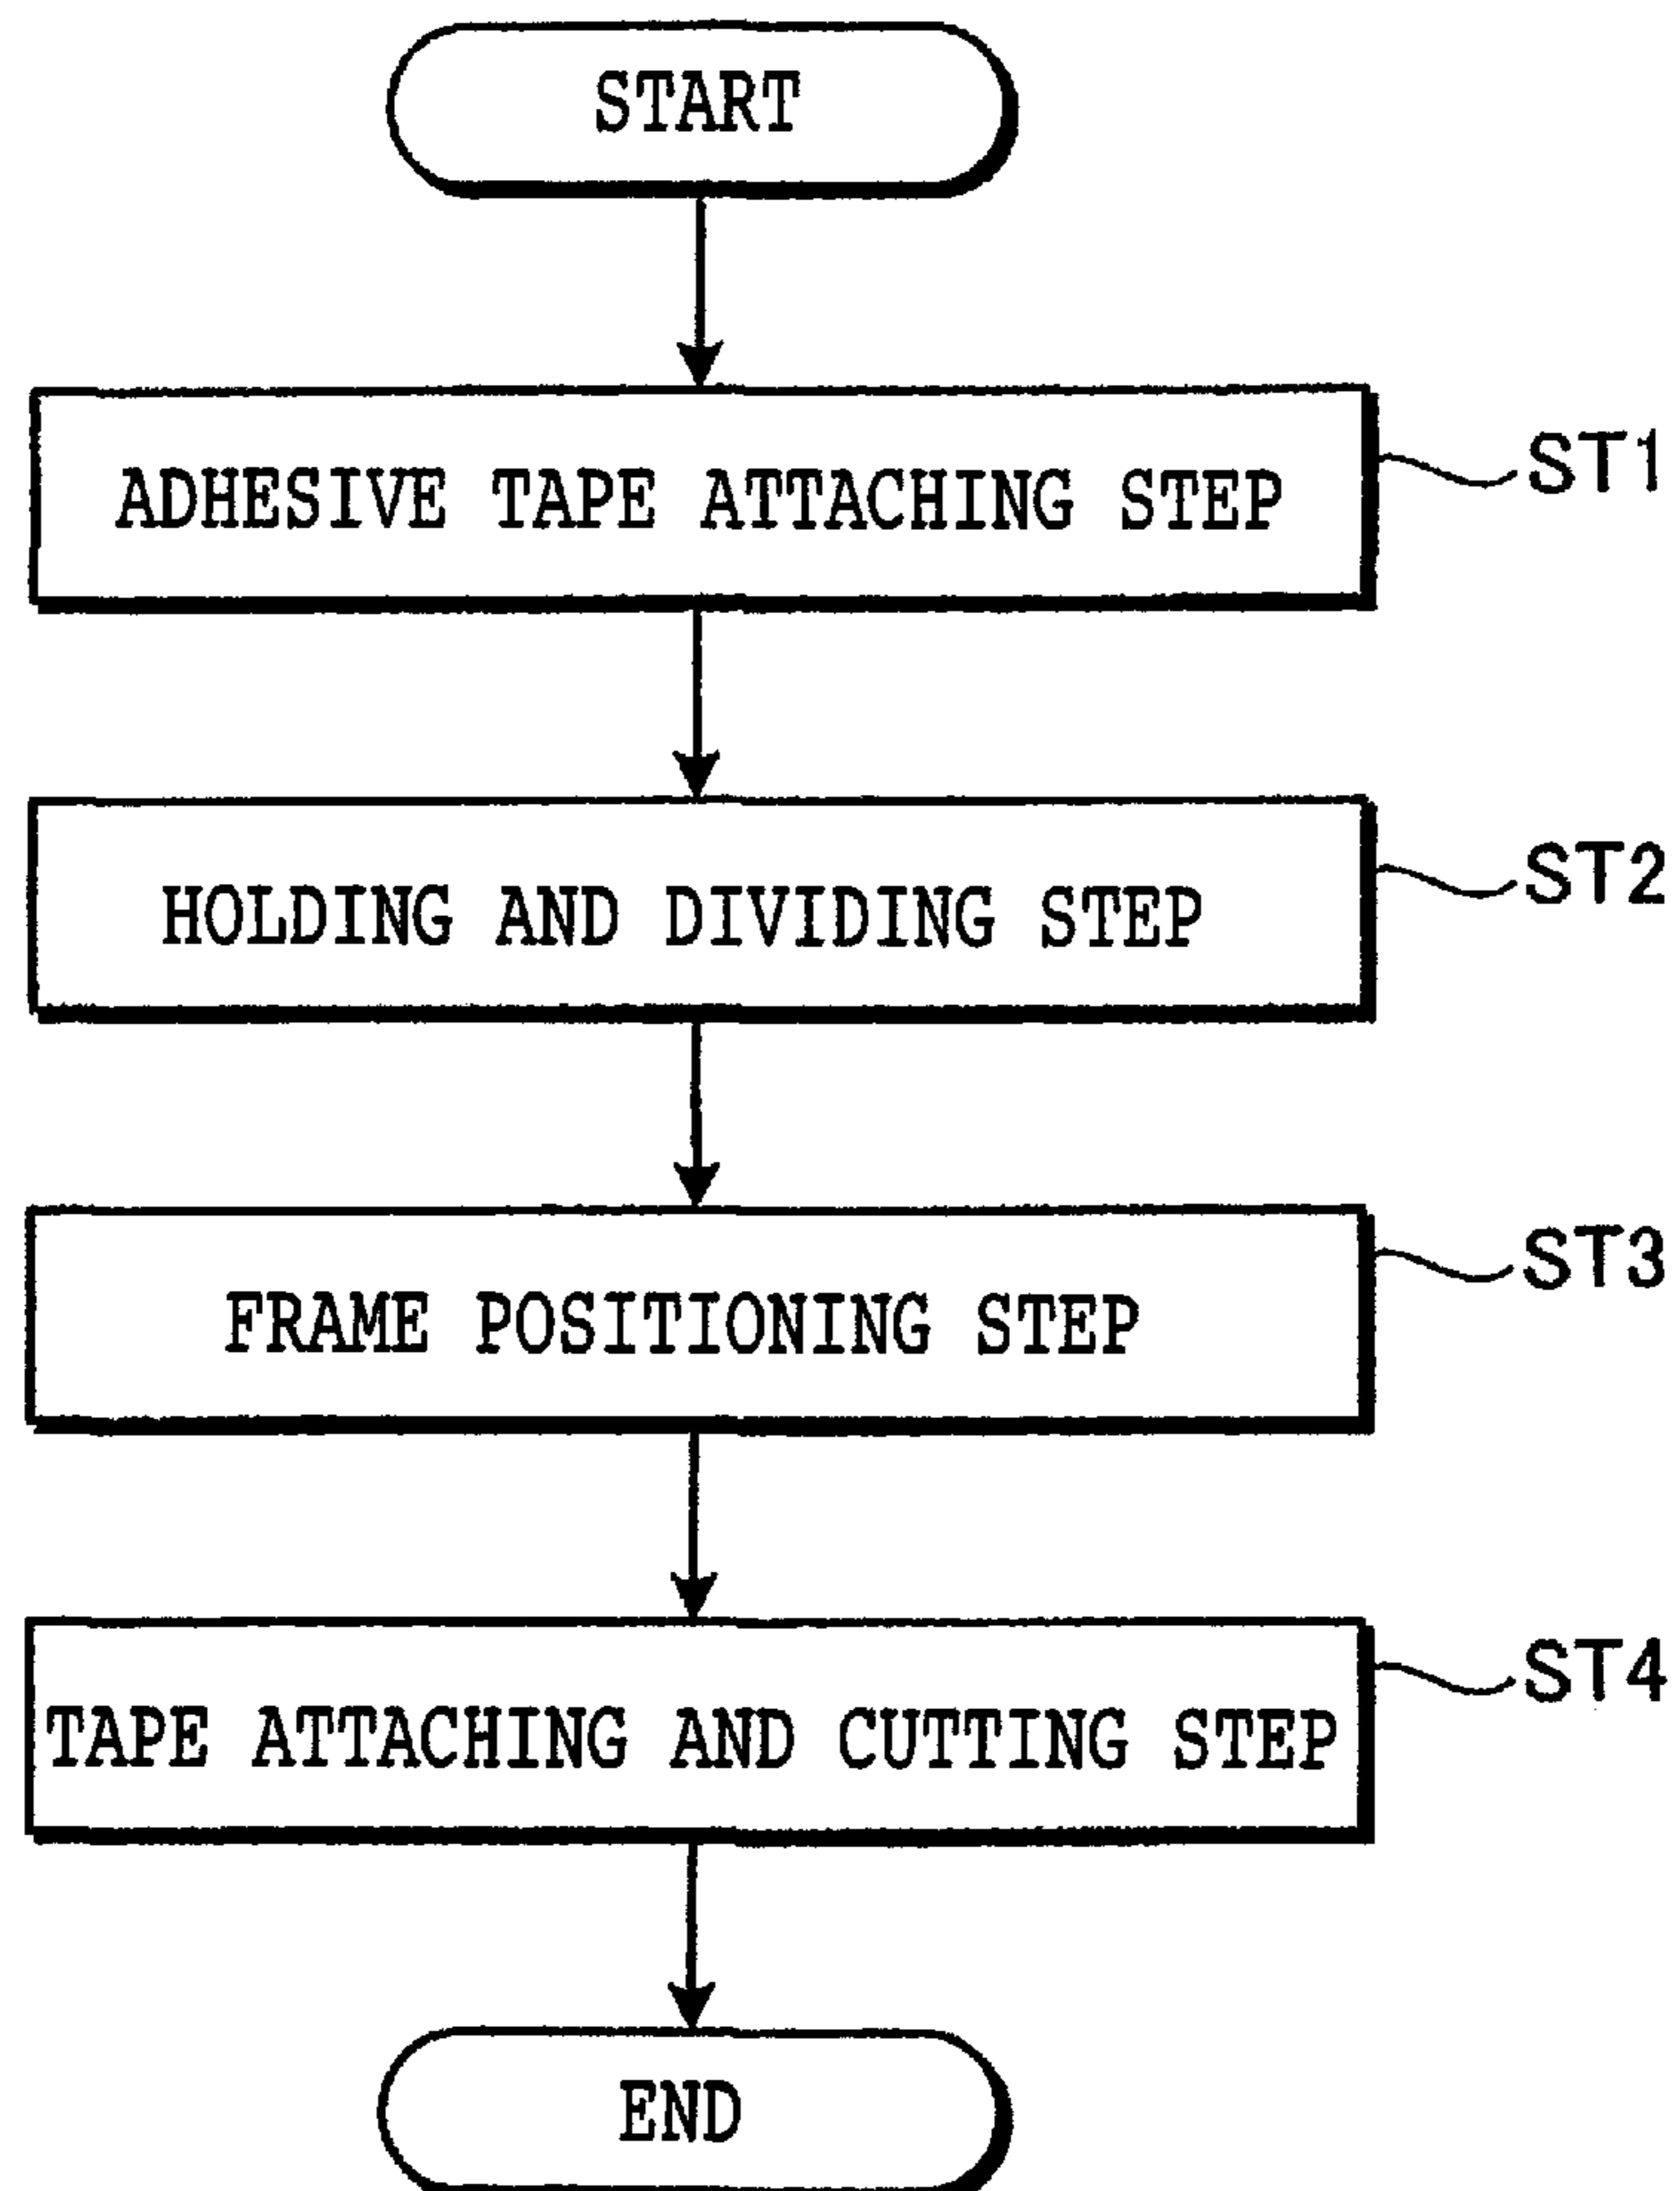 START
ADHESIVE TAPE ATTACHING STEP
ST1
HOLDING AND DIVIDING STEP
ST2
FRAME POSITIONING STEP
ST3
TAPE ATTACHING AND CUTTING STEP
ST4
END